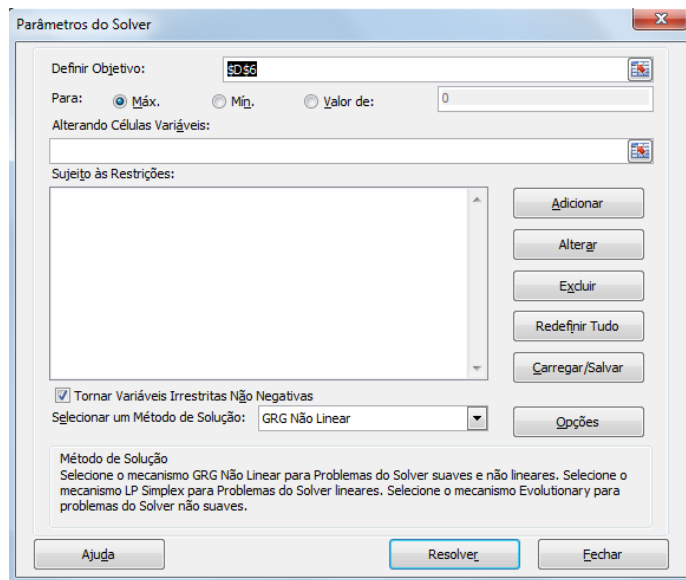 Parâmetros do Solver
Definir Objetivo: $D$6
Para: Máx. Mín. Valor de: 0
Alterando Células Variáveis:
Sujeito às Restrições:
Adicionar
Alterar
Excluir
Redefinir Tudo
Carregar/Salvar
Tornar Variáveis Irrestritas Não Negativas
Selecionar um Método de Solução: GRG Não Linear Opções
Método de Solução
Selecione o mecanismo GRG Não Linear para Problemas do Solver suaves e não lineares. Selecione o
mecanismo LP Simplex para Problemas do Solver lineares. Selecione o mecanismo Evolutionary para
problemas do Solver não suaves.
Ajuda Resolver Fechar